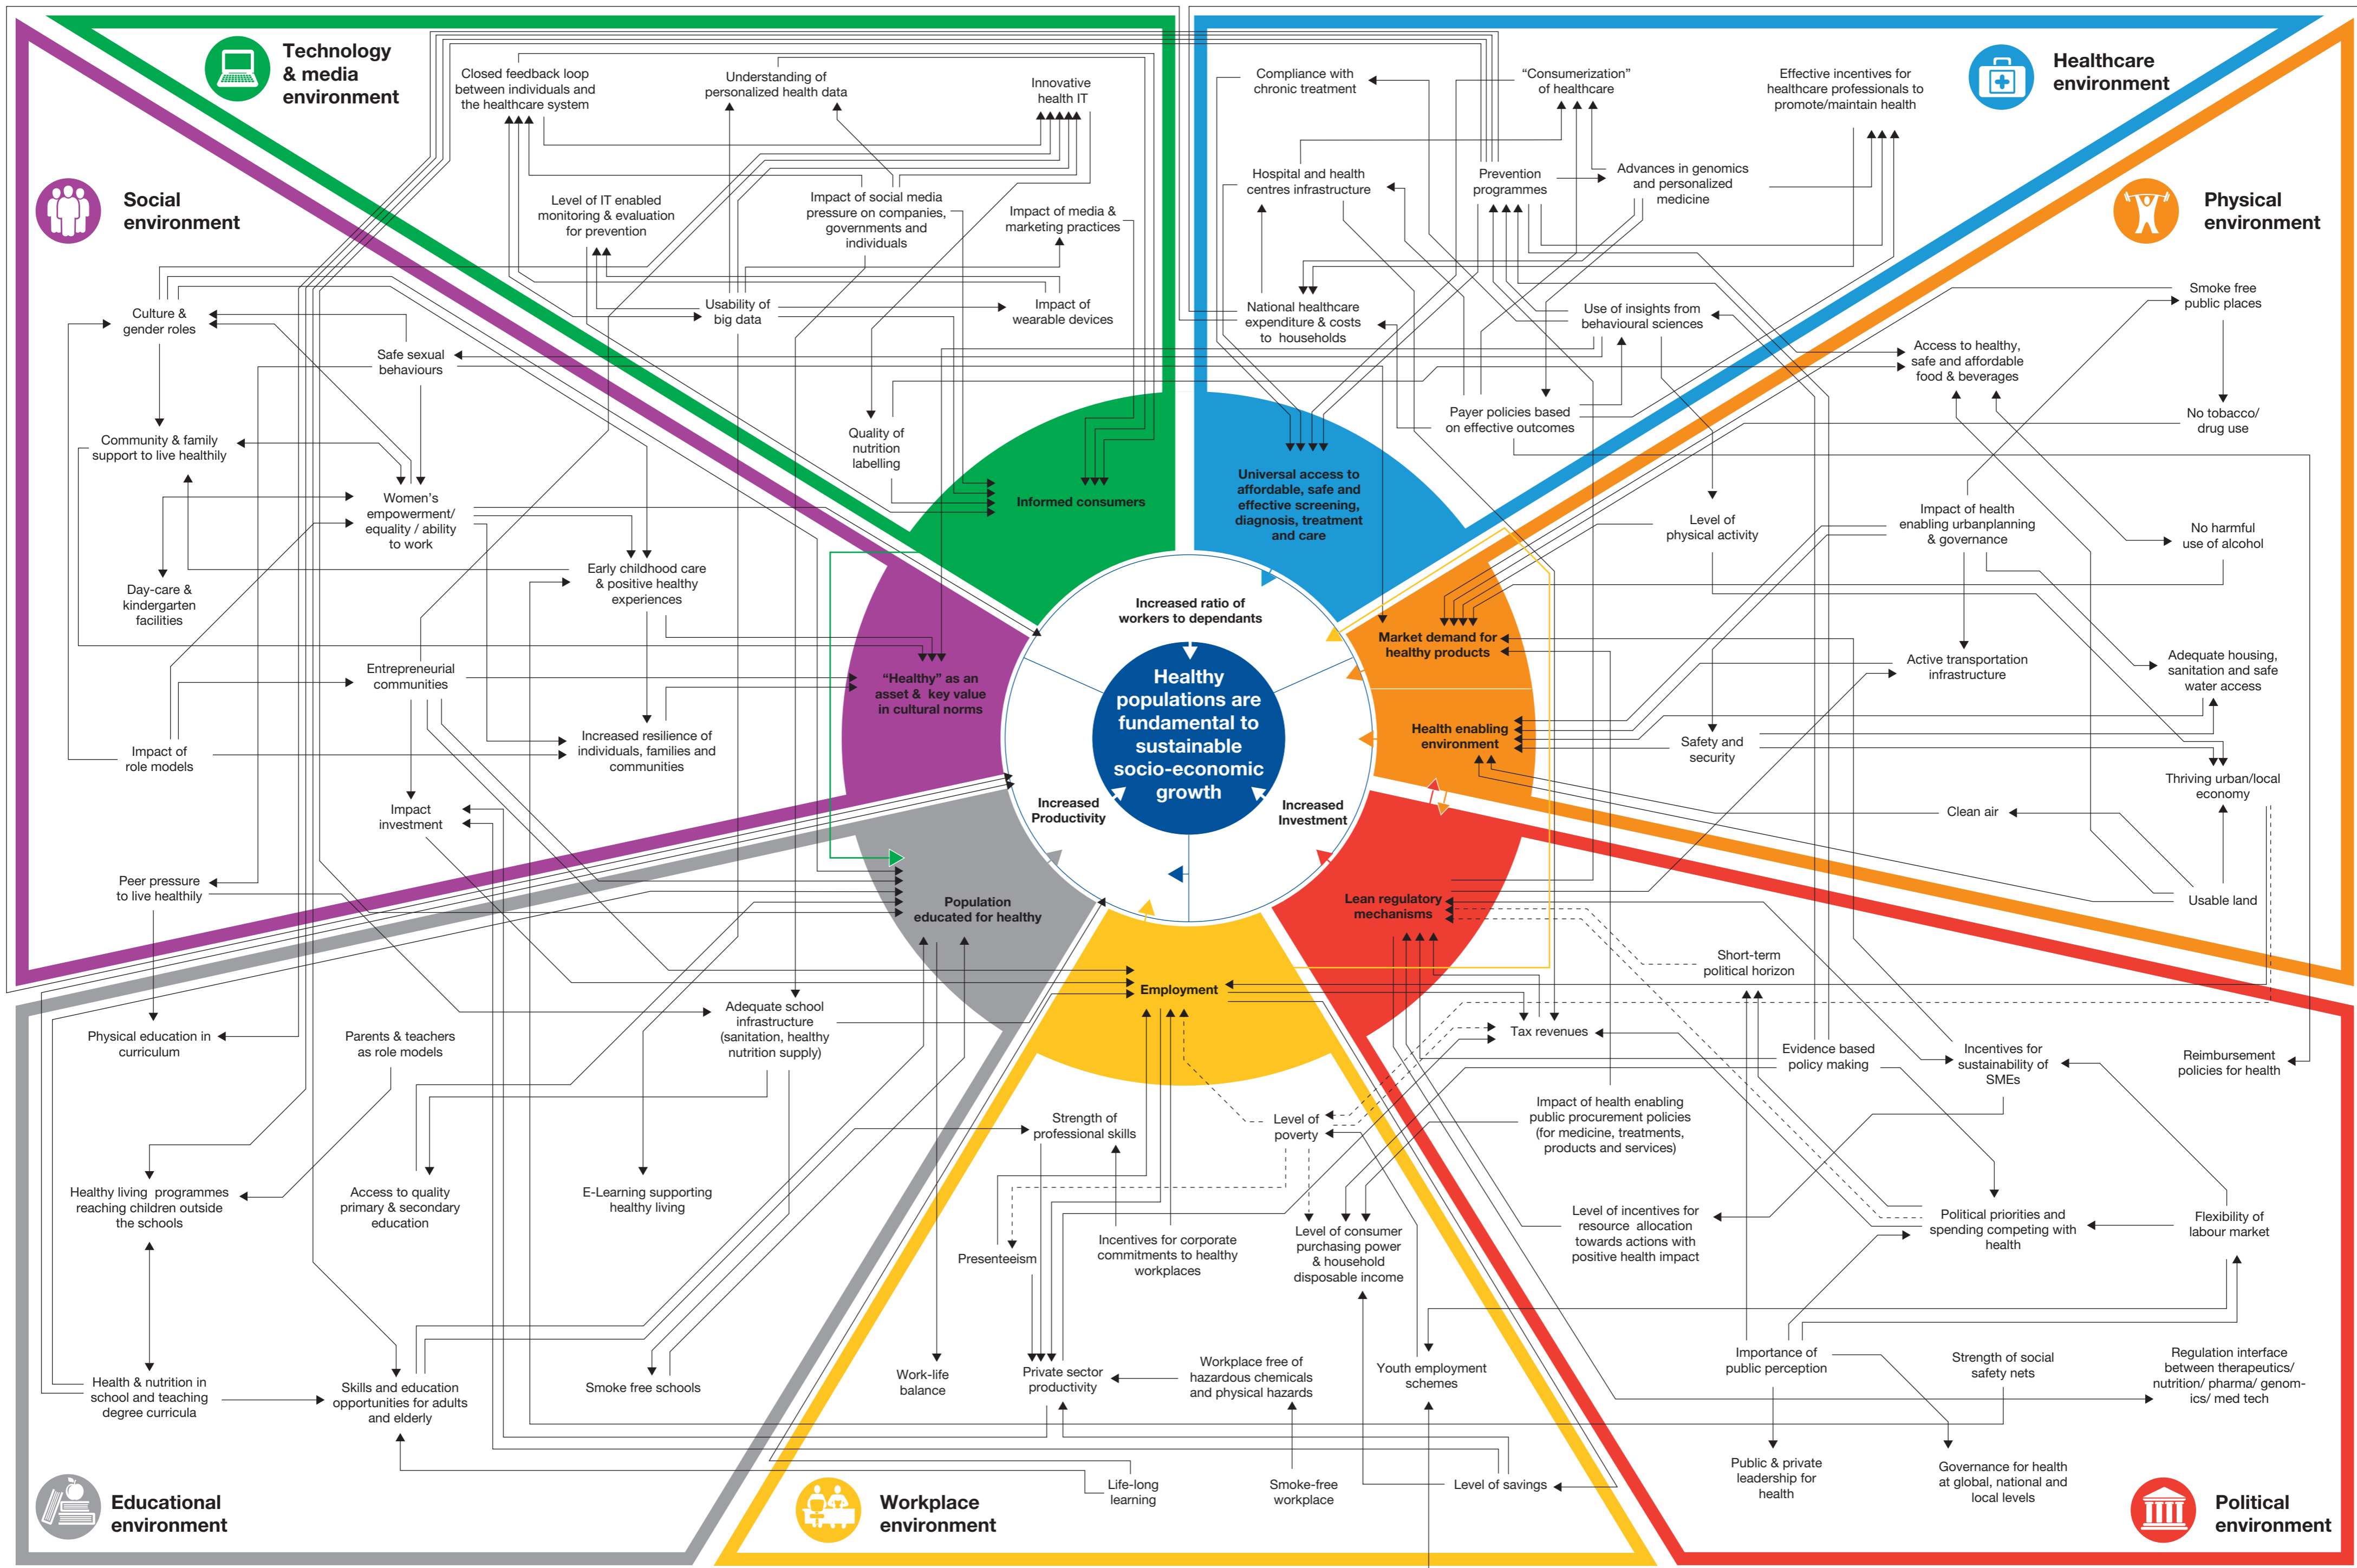 Technology
& media
environment
Closed feedback loop
between individuals and
the healthcare system
Understanding of
personalized health data
Innovative
health IT
Level of IT enabled
monitoring & evaluation
for prevention
Impact of social media
pressure on companies,
governments and
individuals
Impact of media &
marketing practices
Usability of
big data
Impact of
wearable devices
Quality of
nutrition
labelling
Informed consumers
Healthcare
environment
Compliance with
chronic treatment
“Consumerization”
of healthcare
Effective incentives for
healthcare professionals to
promote/maintain health
Hospital and health
centres infrastructure
Prevention
programmes
Advances in genomics
and personalized
medicine
National healthcare
expenditure & costs
to households
Use of insights from
behavioural sciences
Payer policies based
on effective outcomes
Universal access to
affordable, safe and
effective screening,
diagnosis, treatment
and care
Physical
environment
Smoke free
public places
Access to healthy,
safe and affordable
food & beverages
No tobacco/
drug use
Level of
physical activity
Impact of health
enabling urbanplanning
& governance
No harmful
use of alcohol
Market demand for
healthy products
Active transportation
infrastructure
Adequate housing,
sanitation and safe
water access
Health enabling
environment
Safety and
security
Thriving urban/local
economy
Clean air
Usable land
Social
environment
Culture &
gender roles
Safe sexual
behaviours
Community & family
support to live healthily
Women’s
empowerment/
equality / ability
to work
Day-care &
kindergarten
facilities
Early childhood care
& positive healthy
experiences
Entrepreneurial
communities
“Healthy” as an
asset & key value
in cultural norms
Impact of
role models
Increased resilience of
individuals, families and
communities
Impact
investment
Peer pressure
to live healthily
Increased ratio of
workers to dependants
Healthy
populations are
fundamental to
sustainable
socio-economic
growth
Increased
Productivity
Increased
Investment
Population
educated for healthy
Physical education in
curriculum
Parents & teachers
as role models
Adequate school
infrastructure
(sanitation, healthy
nutrition supply)
Healthy living programmes
reaching children outside
the schools
Access to quality
primary & secondary
education
E-Learning supporting
healthy living
Health & nutrition in
school and teaching
degree curricula
Skills and education
opportunities for adults
and elderly
Smoke free schools
Educational
environment
Employment
Strength of
professional skills
Level of
poverty
Presenteeism
Incentives for corporate
commitments to healthy
workplaces
Level of consumer
purchasing power
& household
disposable income
Work-life
balance
Private sector
productivity
Workplace free of
hazardous chemicals
and physical hazards
Youth employment
schemes
Life-long
learning
Smoke-free
workplace
Level of savings
Workplace
environment
Lean regulatory
mechanisms
Short-term
political horizon
Tax revenues
Evidence based
policy making
Incentives for
sustainability of
SMEs
Reimbursement
policies for health
Impact of health enabling
public procurement policies
(for medicine, treatments,
products and services)
Level of incentives for
resource allocation
towards actions with
positive health impact
Political priorities and
spending competing with
health
Flexibility of
labour market
Importance of
public perception
Strength of social
safety nets
Regulation interface
between therapeutics/
nutrition/ pharma/ genom-
ics/ med tech
Public & private
leadership for
health
Governance for health
at global, national and
local levels
Political
environment